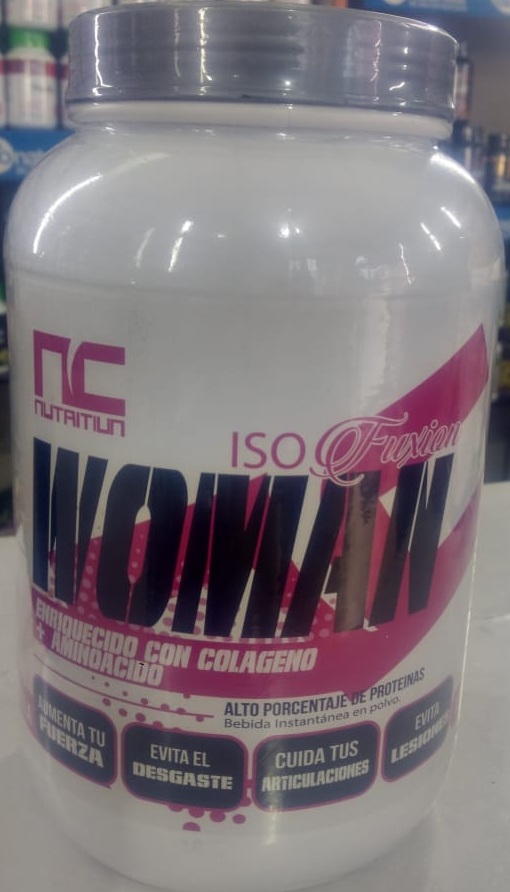 NC
NUTRITIUN
ISO Fuxion
WOMAN
ENRIQUECIDO CON COLAGENO
+ AMINOACIDO
ALTO PORCENTAJE DE PROTEINAS
Bebida Instantánea en polvo.
AUMENTA TU
FUERZA
EVITA EL
DESGASTE
CUIDA TUS
ARTICULACIONES
EVITA
LESIONES